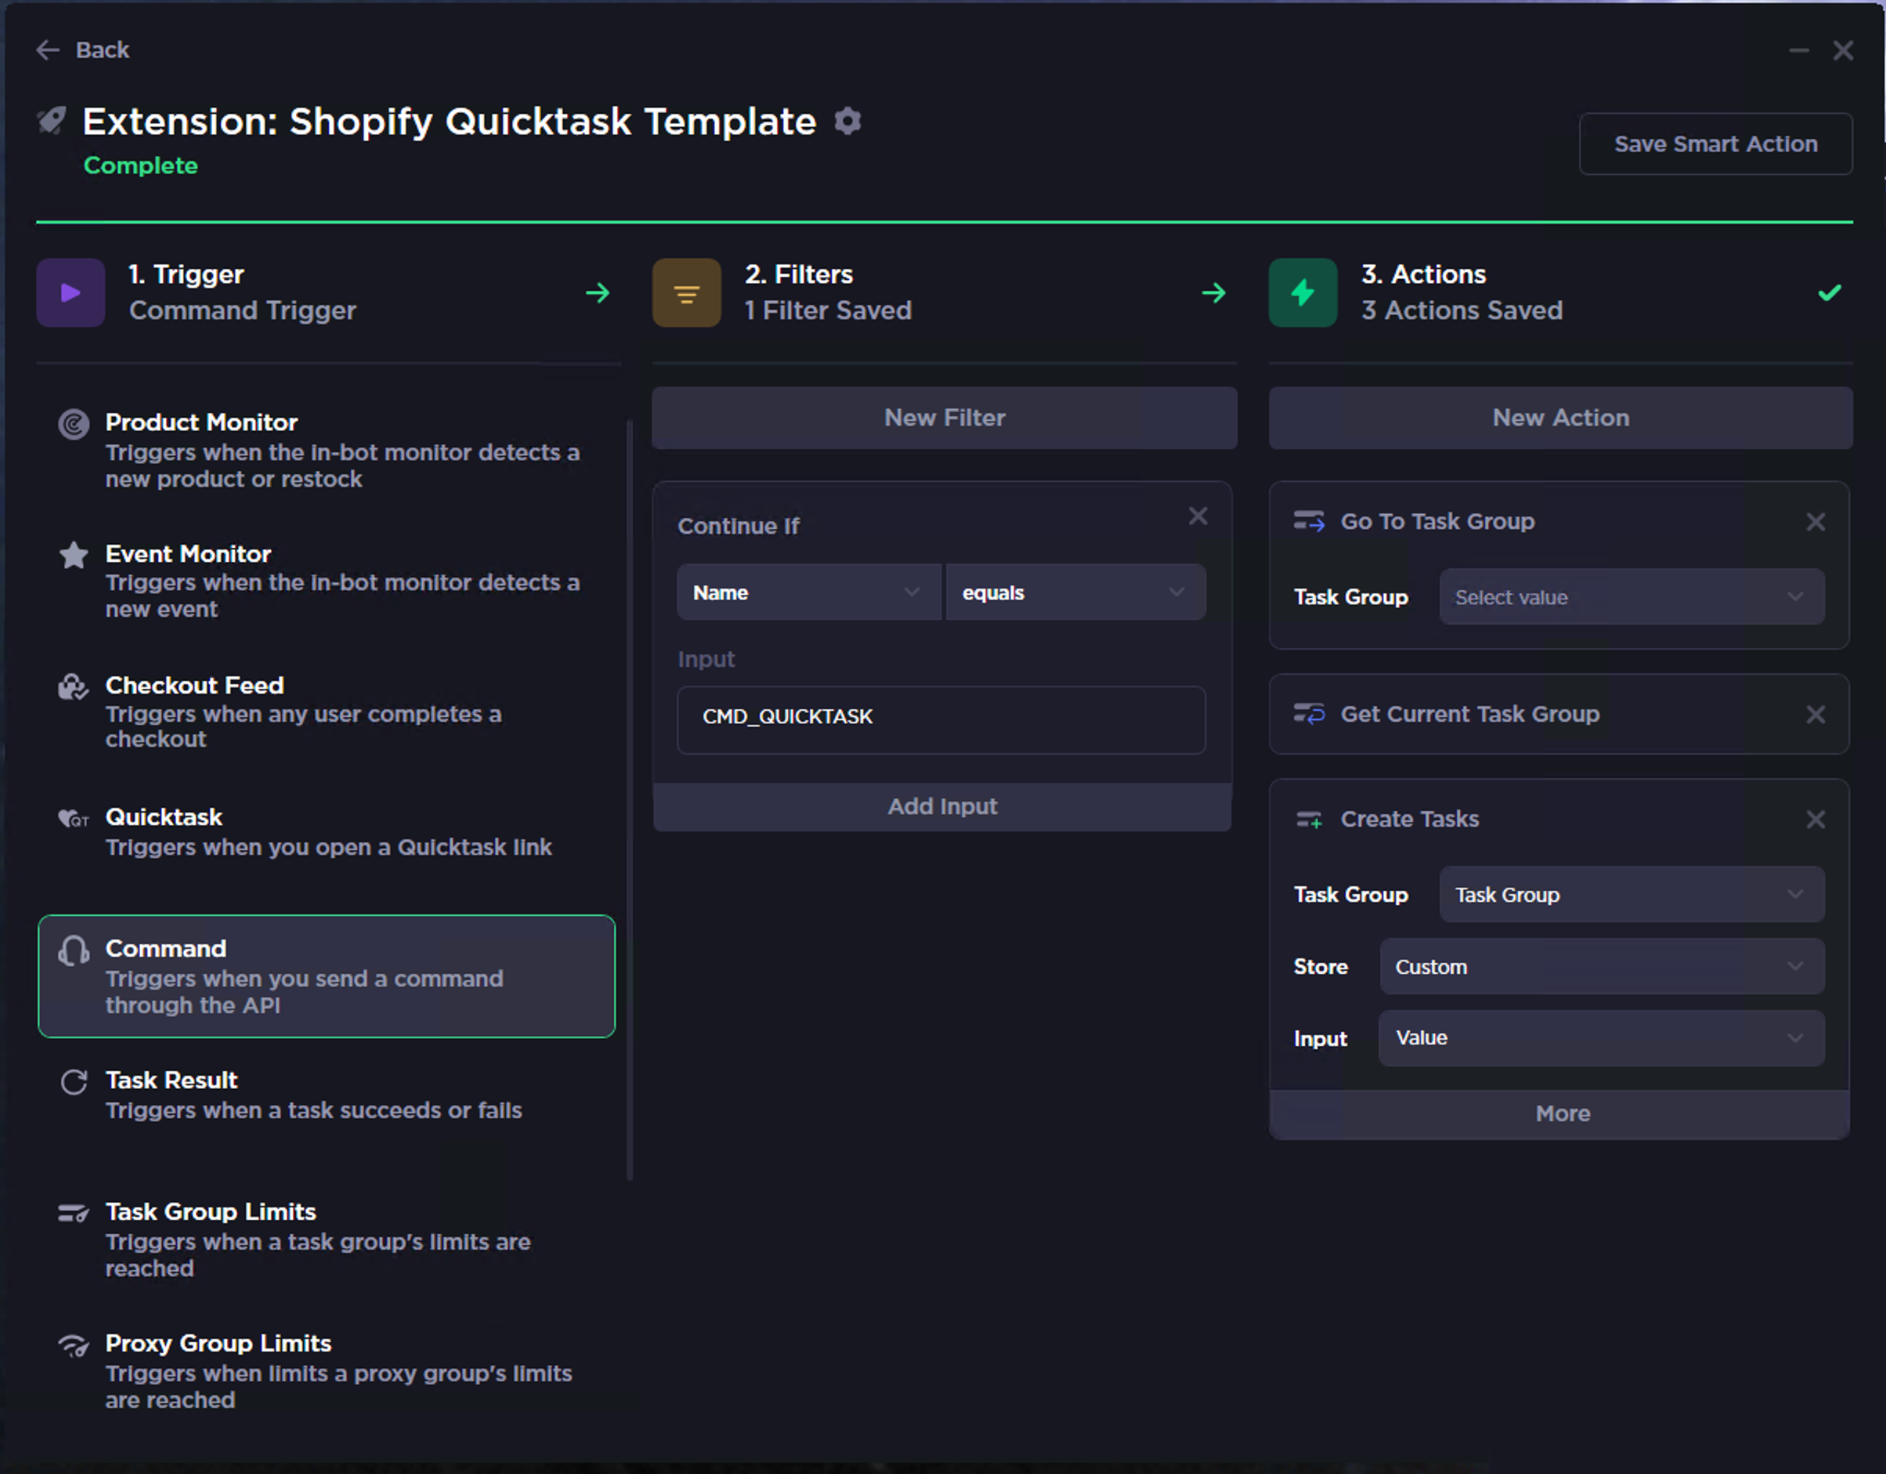 Back
Extension: Shopify Quicktask Template
Complete
Save Smart Action
1. Trigger
Command Trigger
2. Filters
1 Filter Saved
3. Actions
3 Actions Saved
Product Monitor
Triggers when the in-bot monitor detects a
new product or restock
Event Monitor
Triggers when the in-bot monitor detects a
new event
Checkout Feed
Triggers when any user completes a
checkout
QT
Quicktask
Triggers when you open a Quicktask link
Command
Triggers when you send a command
through the API
Task Result
Triggers when a task succeeds or fails
Task Group Limits
Triggers when a task group's limits are
reached
Proxy Group Limits
Triggers when limits a proxy group's limits
are reached
New Filter
Continue If
Name
equals
Input
CMD_QUICKTASK
Add Input
New Action
Go To Task Group
Task Group
Select value
Get Current Task Group
Create Tasks
Task Group
Task Group
Store
Custom
Input
Value
More